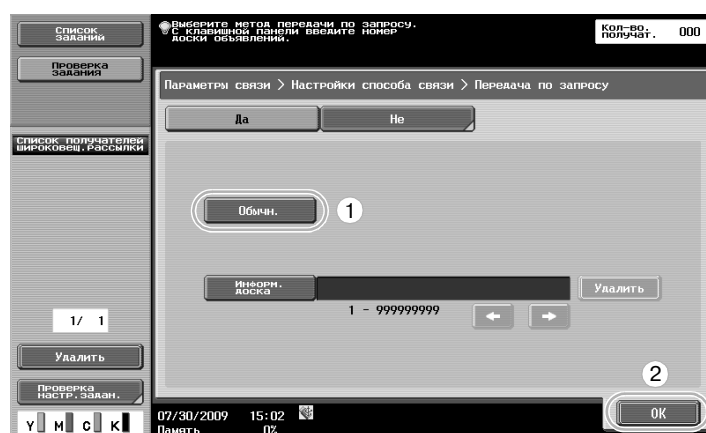 Список
заданий
Выберите метод передачи по запросу.
С клавишной панели введите номер
доски объявлений.
Кол-во.
получат.
000
Проверка
задания
Параметры связи > Настройки способа связи > Передача по запросу
Да
Не
Список получателей
широковещ.рассылки
Обычн.
1
Информ.
доска
Удалить
1 - 999999999
1/ 1
Удалить
2
Проверка
настр.задан.
OK
07/30/2009 15:02
Память 0%
Y M C K